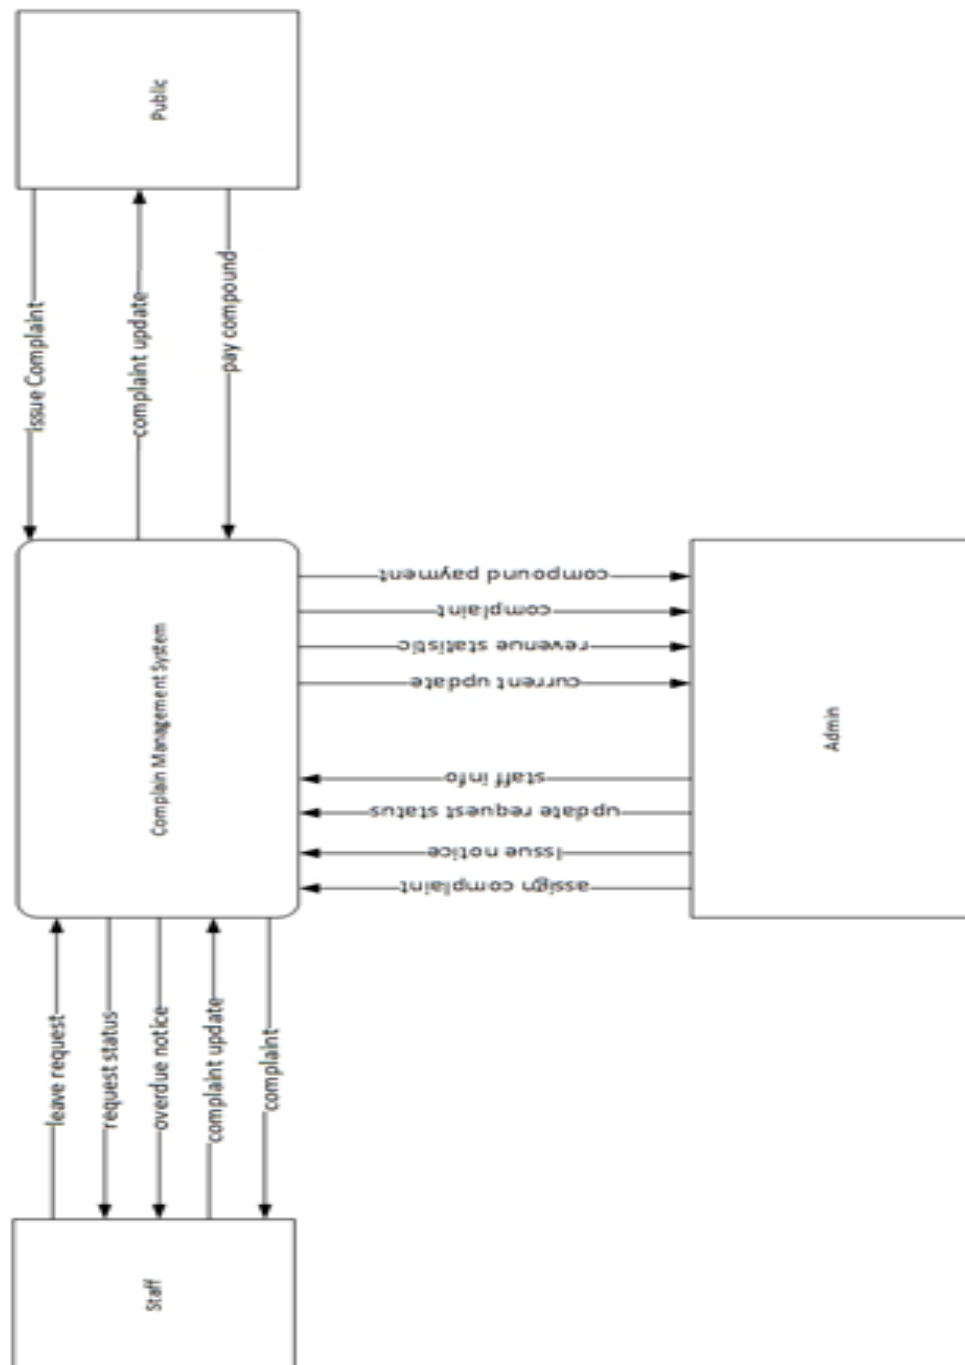 Public
issue Complaint
complaint update
pay compound
Complain Management System
compound payment
complaint
revenue statistic
current update
staff info
update request status
Issue notice
assign complaint
Admin
leave request
request status
overdue notice
complaint update
complaint
Staff